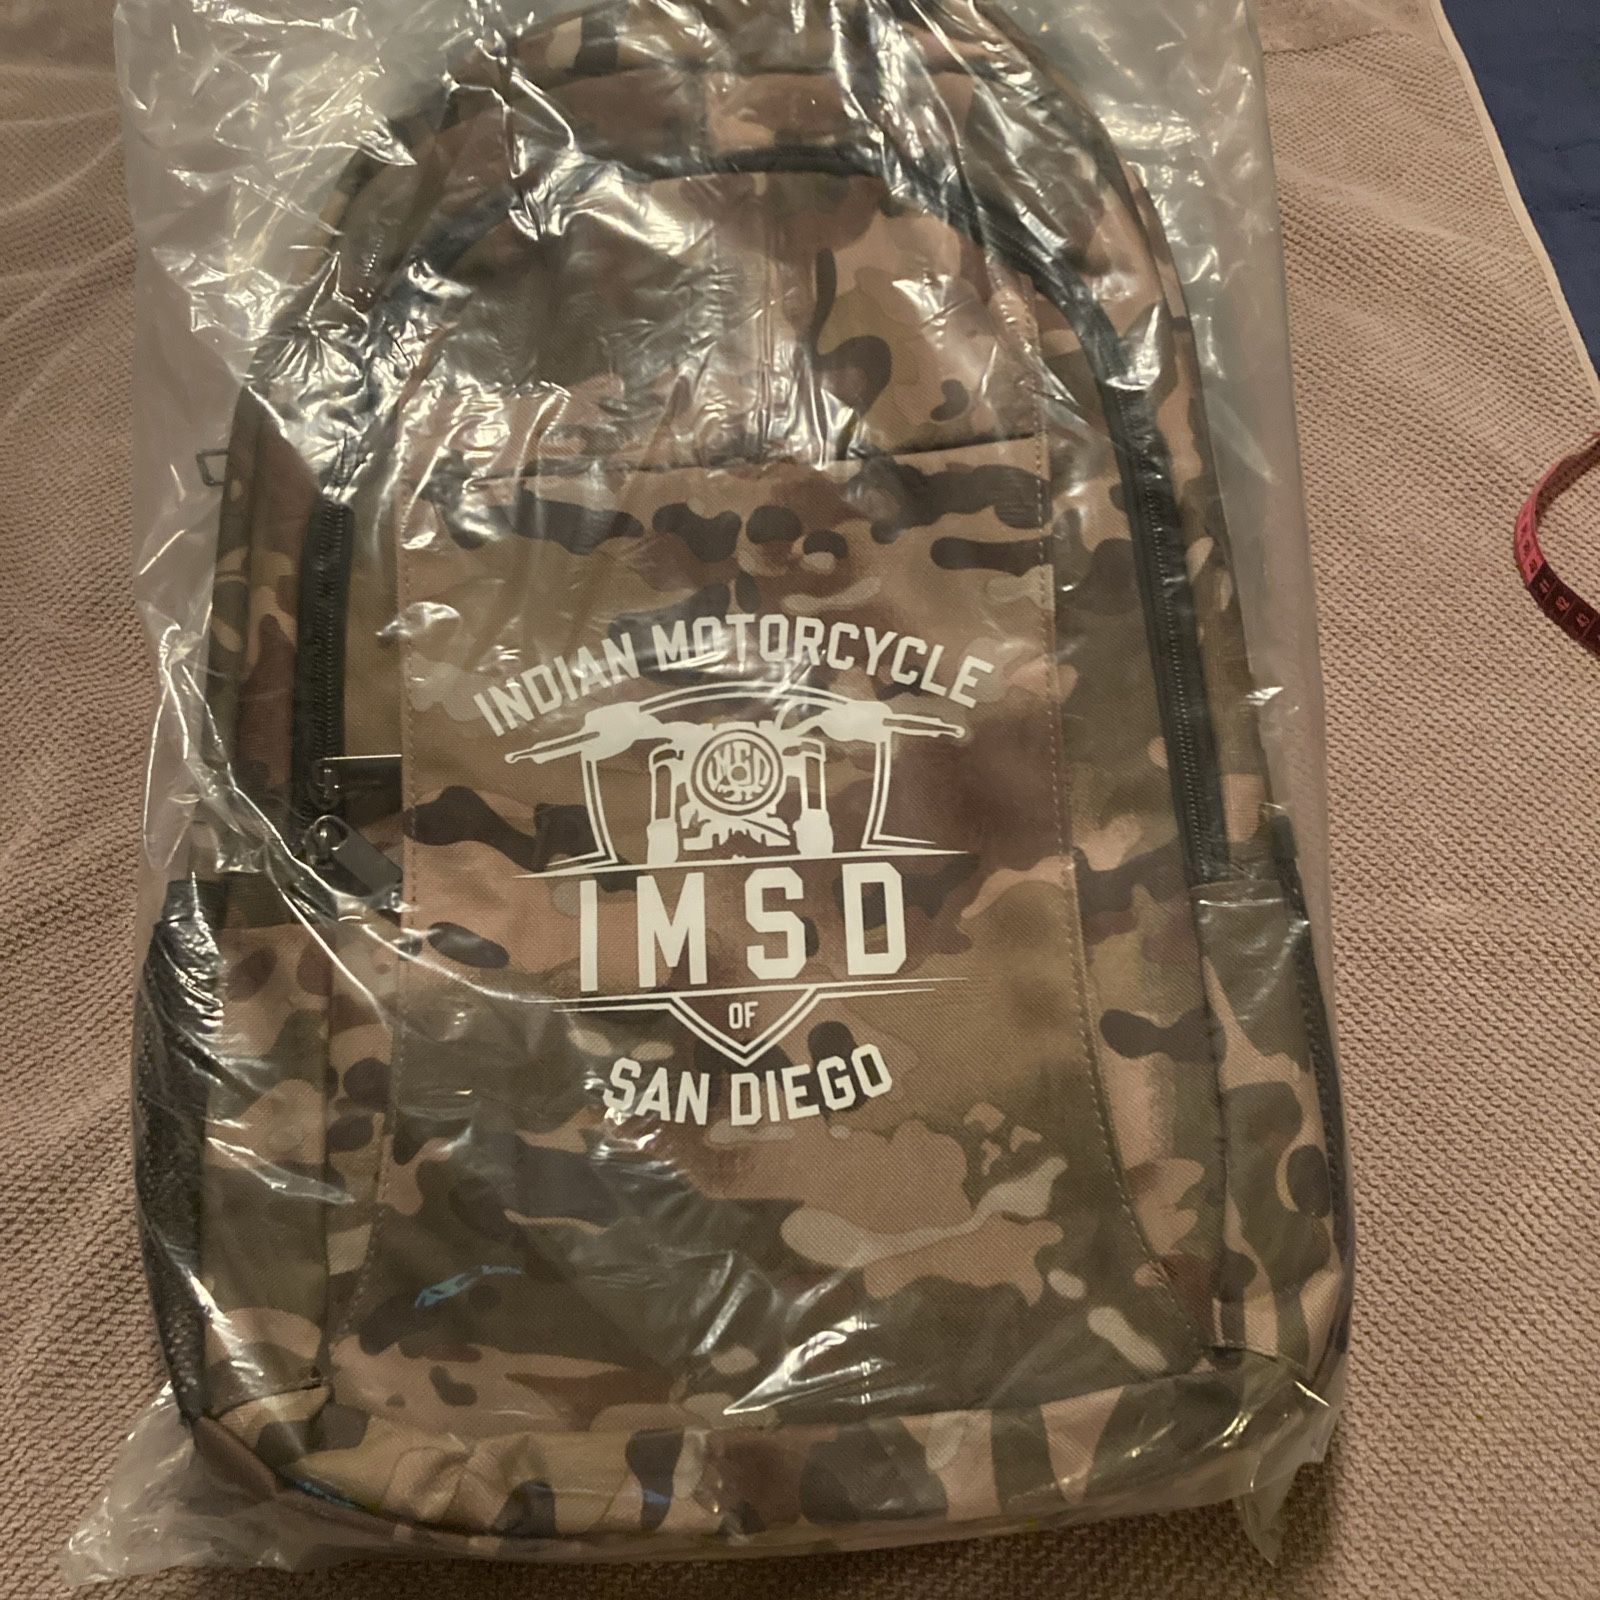 INDIAN MOTORCYCLE
IMSD
IMSD
OF
SAN DIEGO